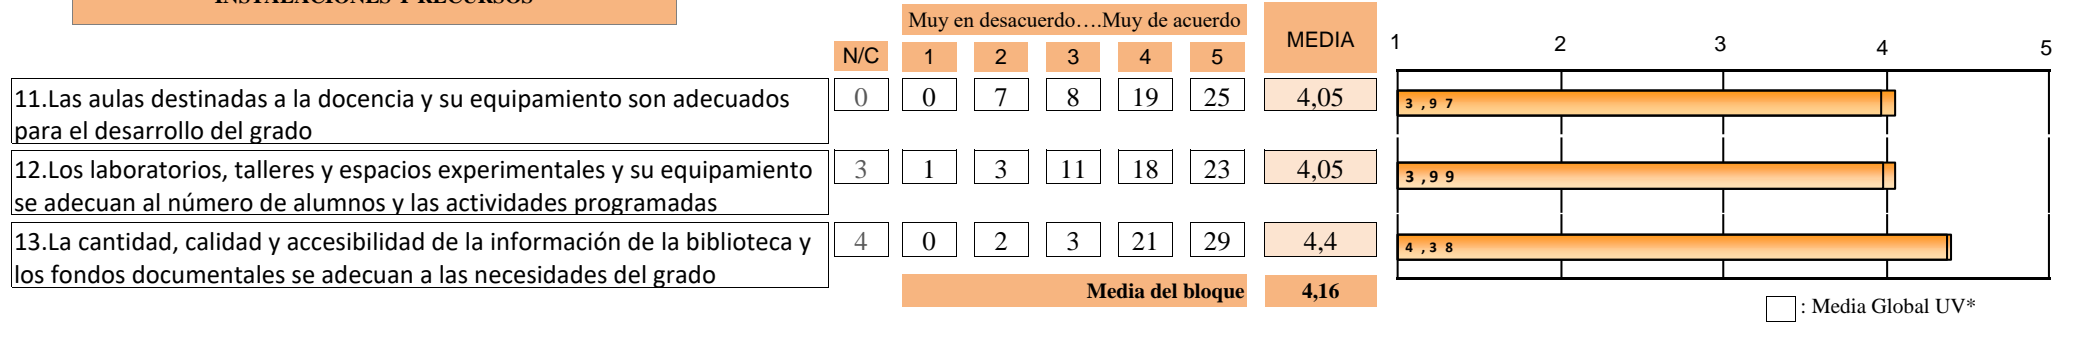 INSTALACIONES Y RECURSOS
Muy en desacuerdo….Muy de acuerdo
MEDIA
N/C 1 2 3 4 5
1 2 3 4 5
11.Las aulas destinadas a la docencia y su equipamiento son adecuados
para el desarrollo del grado
0 0 7 8 19 25 4,05
3,97
12.Los laboratorios, talleres y espacios experimentales y su equipamiento
se adecuan al número de alumnos y las actividades programadas
3 1 3 11 18 23 4,05
3,99
13.La cantidad, calidad y accesibilidad de la información de la biblioteca y
los fondos documentales se adecuan a las necesidades del grado
4 0 2 3 21 29 4,4
4,38
Media del bloque 4,16
: Media Global UV*